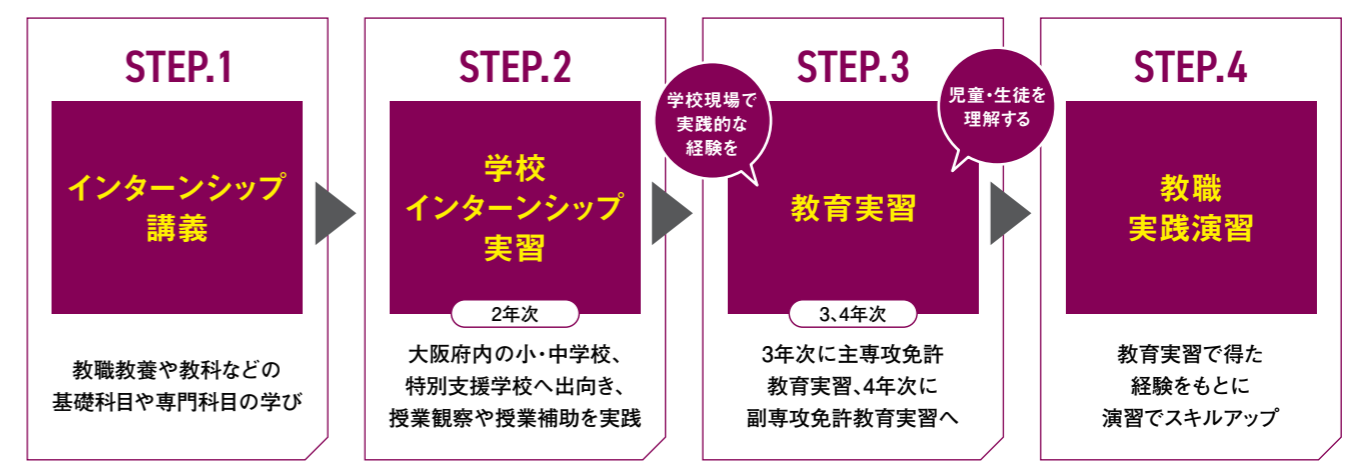 STEP.1
インターンシップ
講義
教職教養や教科などの
基礎科目や専門科目の学び
STEP.2
学校
インターンシップ
実習
2年次
大阪府内の小・中学校、
特別支援学校へ出向き、
授業観察や授業補助を実践
学校現場で
実践的な
経験を
STEP.3
教育実習
3、4年次
3年次に主専攻免許
教育実習、4年次に
副専攻免許教育実習へ
児童・生徒を
理解する
STEP.4
教職
実践演習
教育実習で得た
経験をもとに
演習でスキルアップ